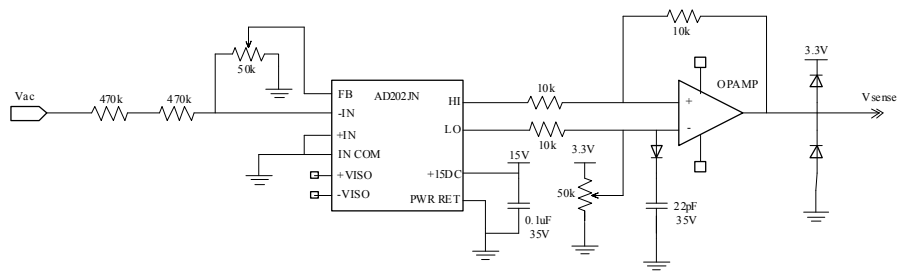 10k
3.3V
50k
Vac
470k
470k
FB
AD202JN
HI
10k
+
OPAMP
Vsense
-IN
+IN
LO
-
10k
IN COM
3.3V
15V
+VISO
+15DC
50k
-VISO
PWR RET
0.1uF
35V
22pF
35V